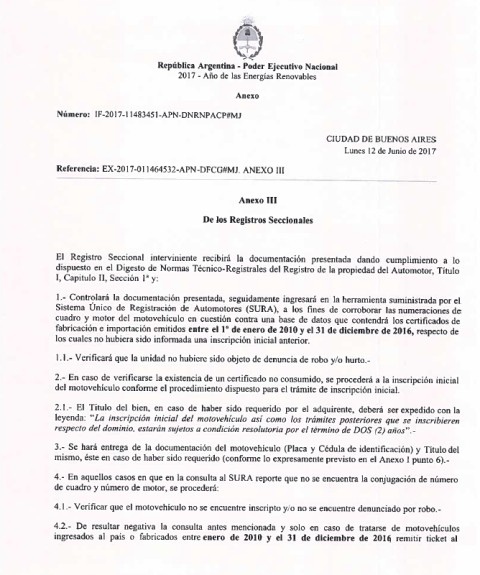 República Argentina - Poder Ejecutivo Nacional
2017 - Año de las Energías Renovables
Anexo
Número: IF-2017-11483451-APN-DNRNPACP#MJ
CIUDAD DE BUENOS AIRES
Lunes 12 de Junio de 2017
Referencia: EX-2017-011464532-APN-DFCG#MJ. ANEXO III
Anexo III
De los Registros Seccionales
El Registro Seccional interviniente recibirá la documentación presentada dando cumplimiento a lo
dispuesto en el Digesto de Normas Técnico-Registrales del Registro de la propiedad del Automotor, Título
I, Capitulo II, Sección 1ª y:
1.- Controlará la documentación presentada, seguidamente ingresará en la herramienta suministrada por el
Sistema Único de Registración de Automotores (SURA), a los fines de corroborar las numeraciones de
cuadro y motor del motovehículo en cuestión contra una base de datos que contendrá los certificados de
fabricación e importación emitidos entre el 1º de enero de 2010 y el 31 de diciembre de 2016, respecto de
los cuales no hubiera sido informada una inscripción inicial anterior.
1.1.- Verificará que la unidad no hubiere sido objeto de denuncia de robo y/o hurto.-
2.- En caso de verificarse la existencia de un certificado no consumido, se procederá a la inscripción inicial
del motovehículo conforme el procedimiento dispuesto para el trámite de inscripción inicial.
2.1.- El Titulo del bien, en caso de haber sido requerido por el adquirente, deberá ser expedido con la
leyenda: “La inscripción inicial del motovehículo así como los trámites posteriores que se inscribieren
respecto del dominio, estarán sujetos a condición resolutoria por el término de DOS (2) años”.-
3.- Se hará entrega de la documentación del motovehículo (Placa y Cédula de identificación) y Título del
mismo, éste en caso de haber sido requerido (conforme lo expresamente previsto en el Anexo I punto 6).-
4.- En aquellos casos en que en la consulta al SURA reporte que no se encuentra la conjugación de número
de cuadro y número de motor, se procederá:
4.1.- Verificar que el motovehículo no se encuentre inscripto y/o no se encuentre denunciado por robo.-
4.2.- De resultar negativa la consulta antes mencionada y solo en caso de tratarse de motovehículos
ingresados al país o fabricados entre enero de 2010 y el 31 de diciembre de 2016 remitir ticket al